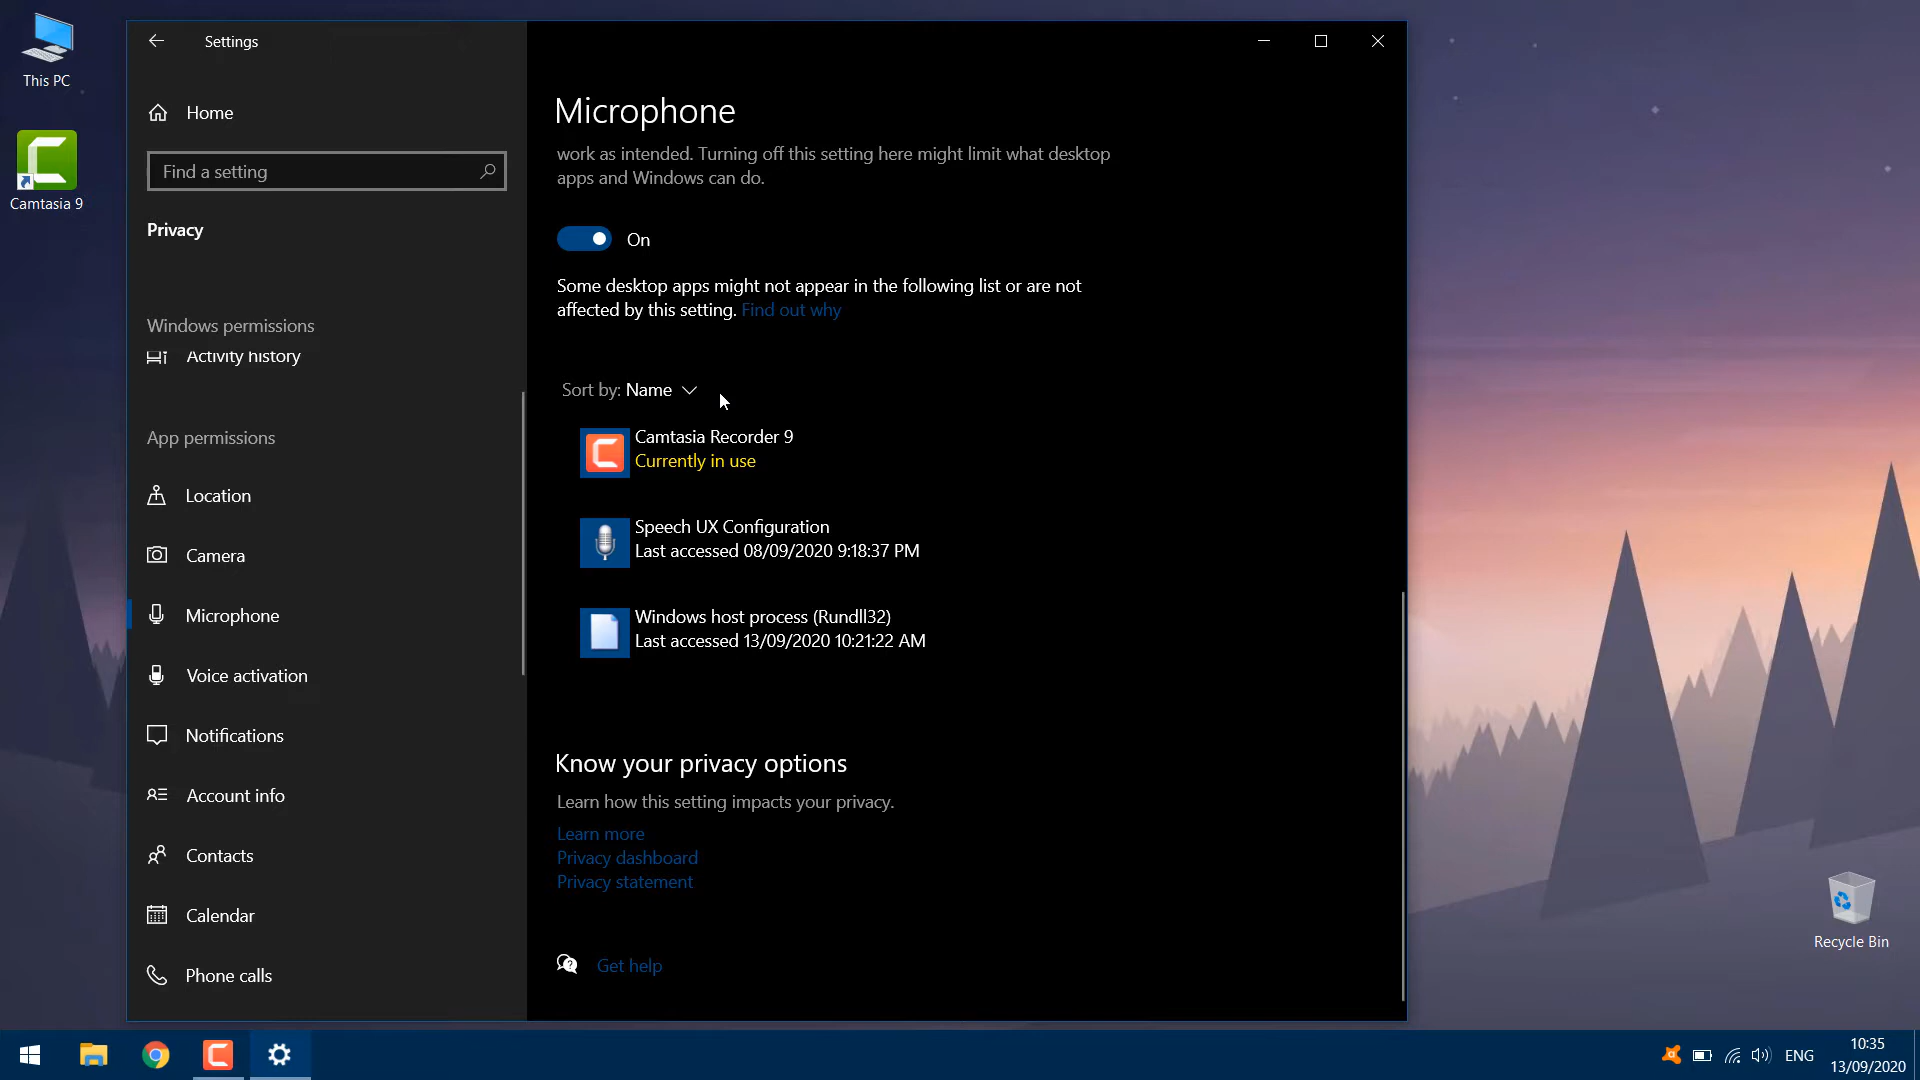 This PC
Camtasia 9
Settings
Home
Find a setting
Privacy
Windows permissions
Activity history
App permissions
Location
Camera
Microphone
Voice activation
Notifications
Account info
Contacts
Calendar
Phone calls
Microphone
work as intended. Turning off this setting here might limit what desktop
apps and Windows can do.
On
Some desktop apps might not appear in the following list or are not
affected by this setting. Find out why
Sort by: Name
Camtasia Recorder 9
Currently in use
Speech UX Configuration
Last accessed 08/09/2020 9:18:37 PM
Windows host process (Rundll32)
Last accessed 13/09/2020 10:21:22 AM
Know your privacy options
Learn how this setting impacts your privacy.
Learn more
Privacy dashboard
Privacy statement
Get help
Recycle Bin
ENG
10:35
13/09/2020